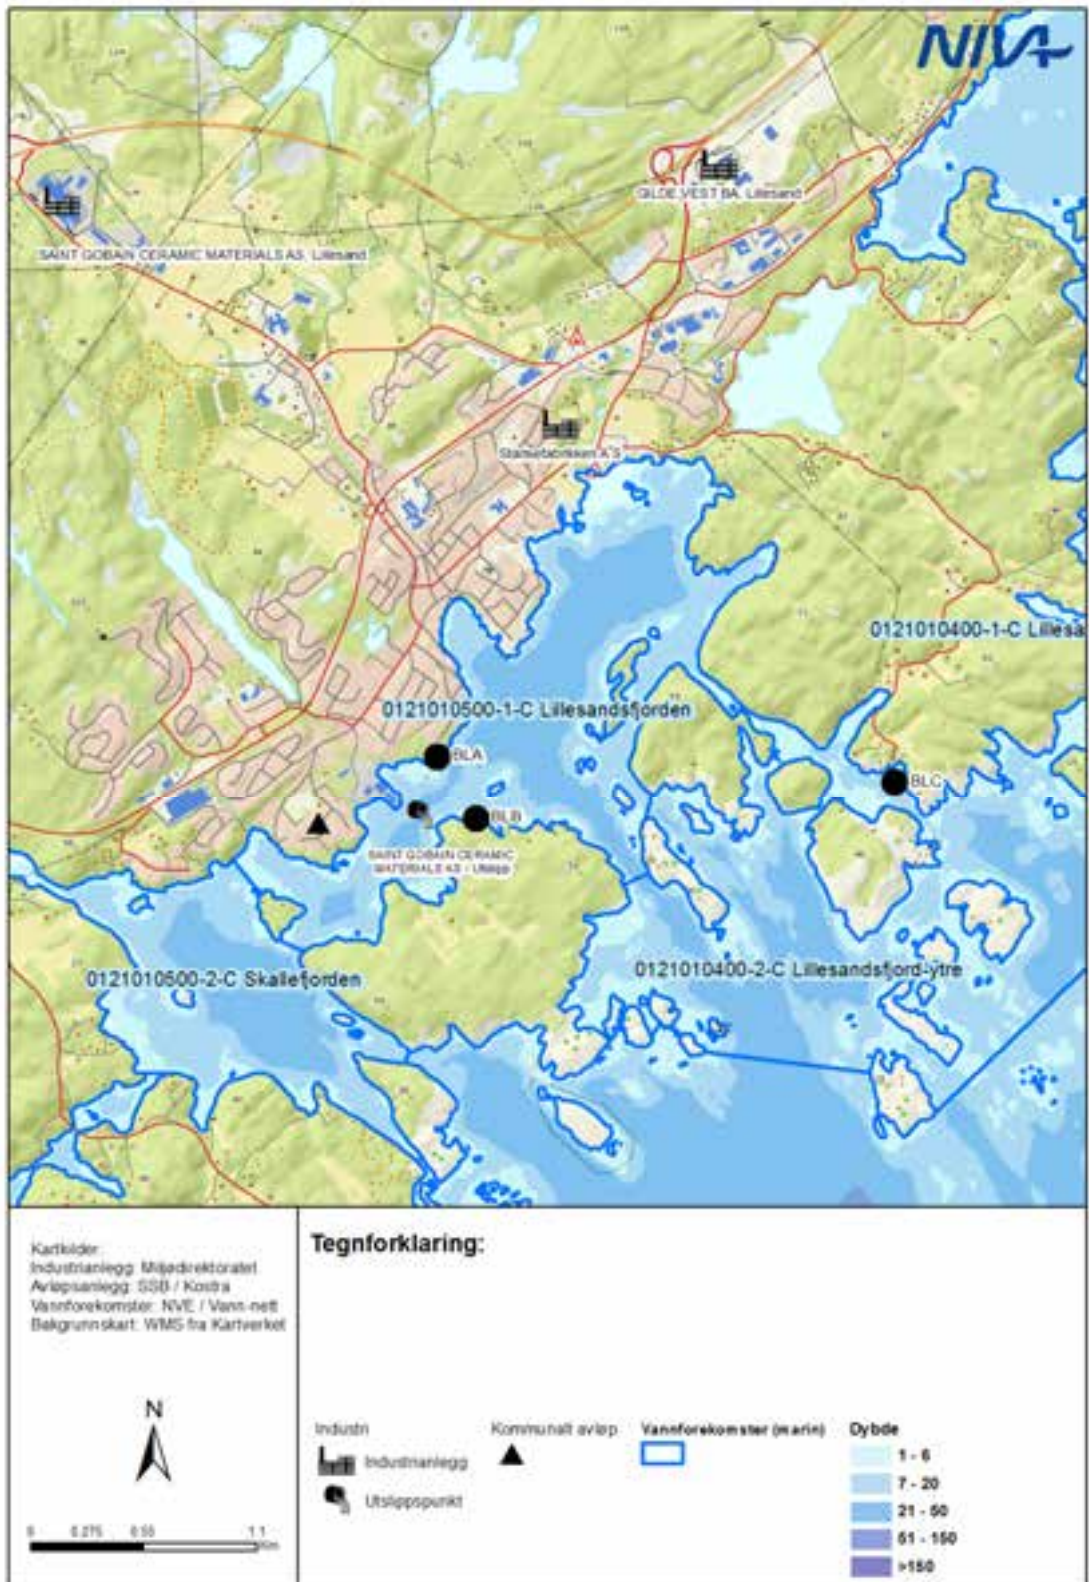 NIVA
GILDE VEST BA, Lillesand
SAINT GOBAIN CERAMIC MATERIALS AS, Lillesand
Stansefabrikken A S
0121010400-1-C Lillesa
0121010500-1-C Lillesandsfjorden
BLA
BLC
BLB
SAINT GOBAIN CERAMIC
MATERIALS AS - Utslipp
0121010500-2-C Skallefjorden
0121010400-2-C Lillesandsfjord-ytre
Kartkilder:
Industrianlegg: Miljødirektoratet
Avløpsanlegg: SSB / Kostra
Vannforekomster: NVE / Vann-nett
Bakgrunnskart: WMS fra Kartverket
N
0 0.275 0.55 1.1
Km
Tegnforklaring:
Industri
Industrianlegg
Utslippspunkt
Kommunalt avløp
Vannforekomster (marin)
Dybde
1 - 6
7 - 20
21 - 50
51 - 150
>150